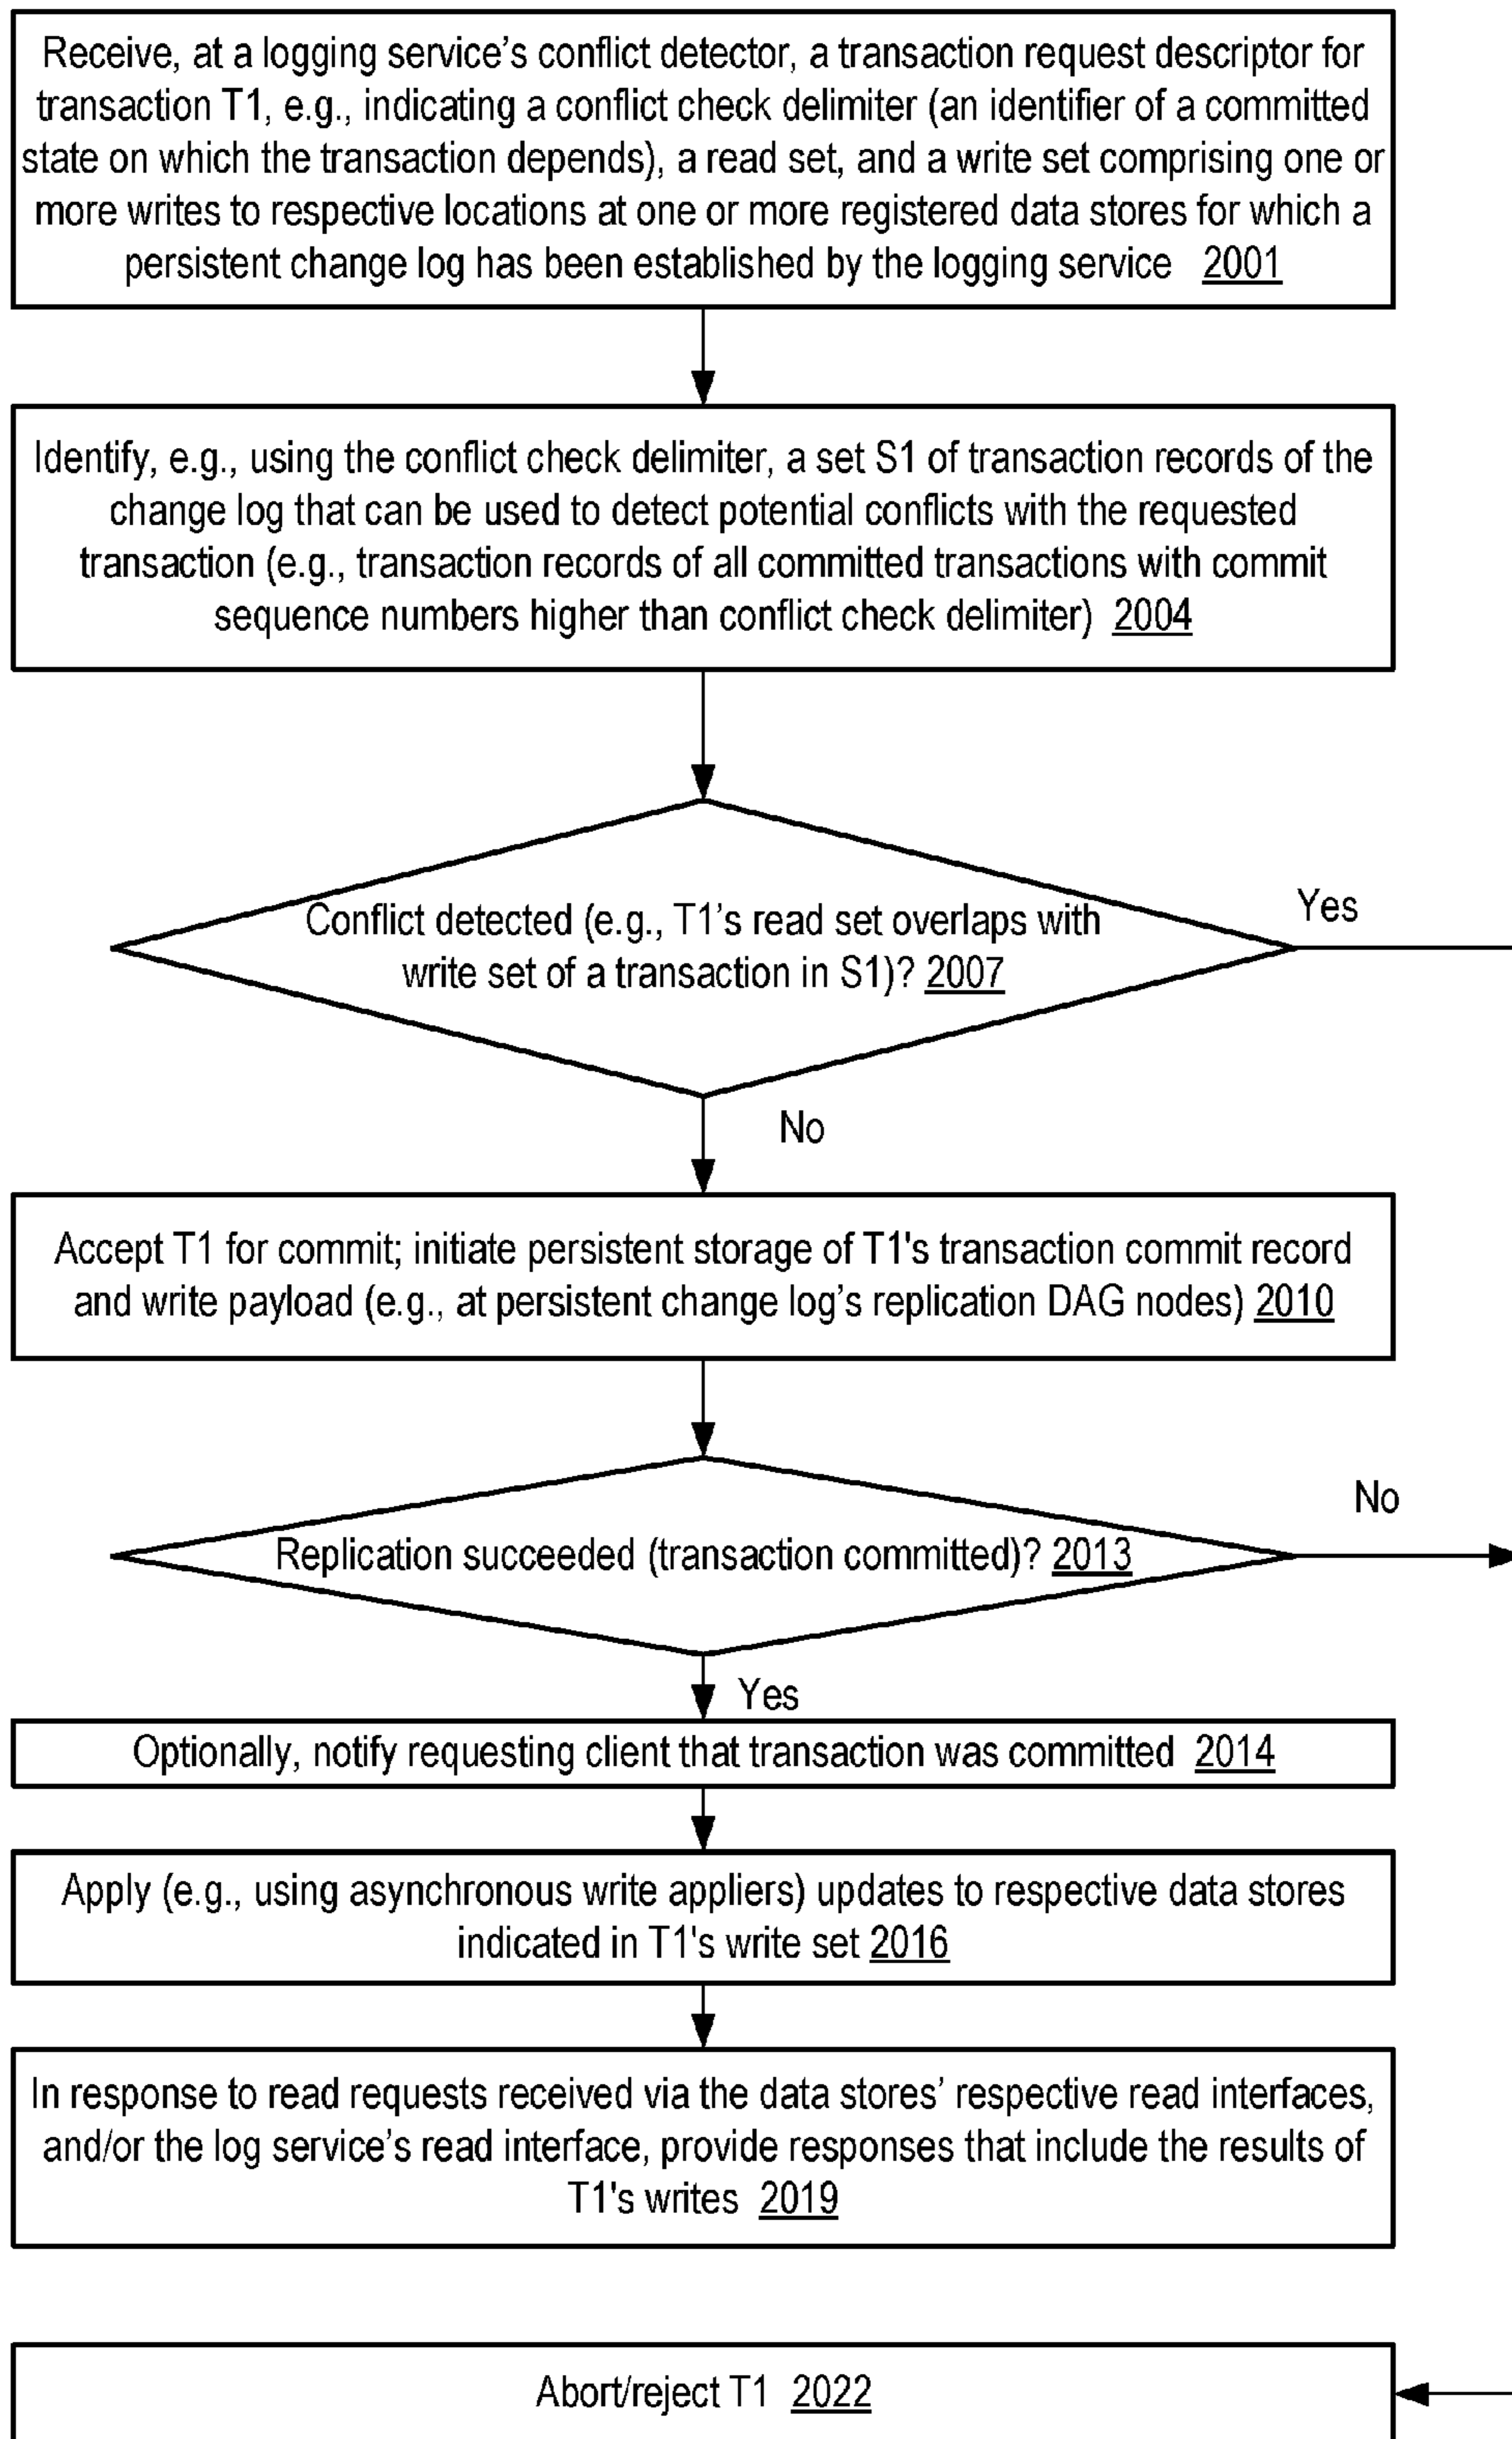 Receive, at a logging service's conflict detector, a transaction request descriptor for
transaction T1, e.g., indicating a conflict check delimiter (an identifier of a committed
state on which the transaction depends), a read set, and a write set comprising one or
more writes to respective locations at one or more registered data stores for which a
persistent change log has been established by the logging service 2001
Identify, e.g., using the conflict check delimiter, a set S1 of transaction records of the
change log that can be used to detect potential conflicts with the requested
transaction (e.g., transaction records of all committed transactions with commit
sequence numbers higher than conflict check delimiter) 2004
Conflict detected (e.g., T1's read set overlaps with
write set of a transaction in S1)? 2007
Yes
No
Accept T1 for commit; initiate persistent storage of T1's transaction commit record
and write payload (e.g., at persistent change log's replication DAG nodes) 2010
Replication succeeded (transaction committed)? 2013
No
Yes
Optionally, notify requesting client that transaction was committed 2014
Apply (e.g., using asynchronous write appliers) updates to respective data stores
indicated in T1's write set 2016
In response to read requests received via the data stores' respective read interfaces,
and/or the log service's read interface, provide responses that include the results of
T1's writes 2019
Abort/reject T1 2022